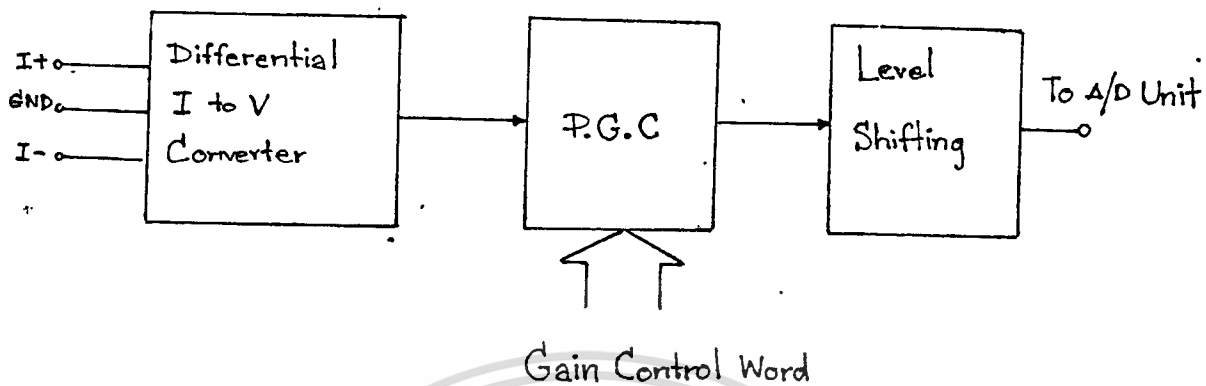 I+
GND
I-
Differential
I to V
Converter
P.G.C
Level
Shifting
To A/D Unit
Gain Control Word